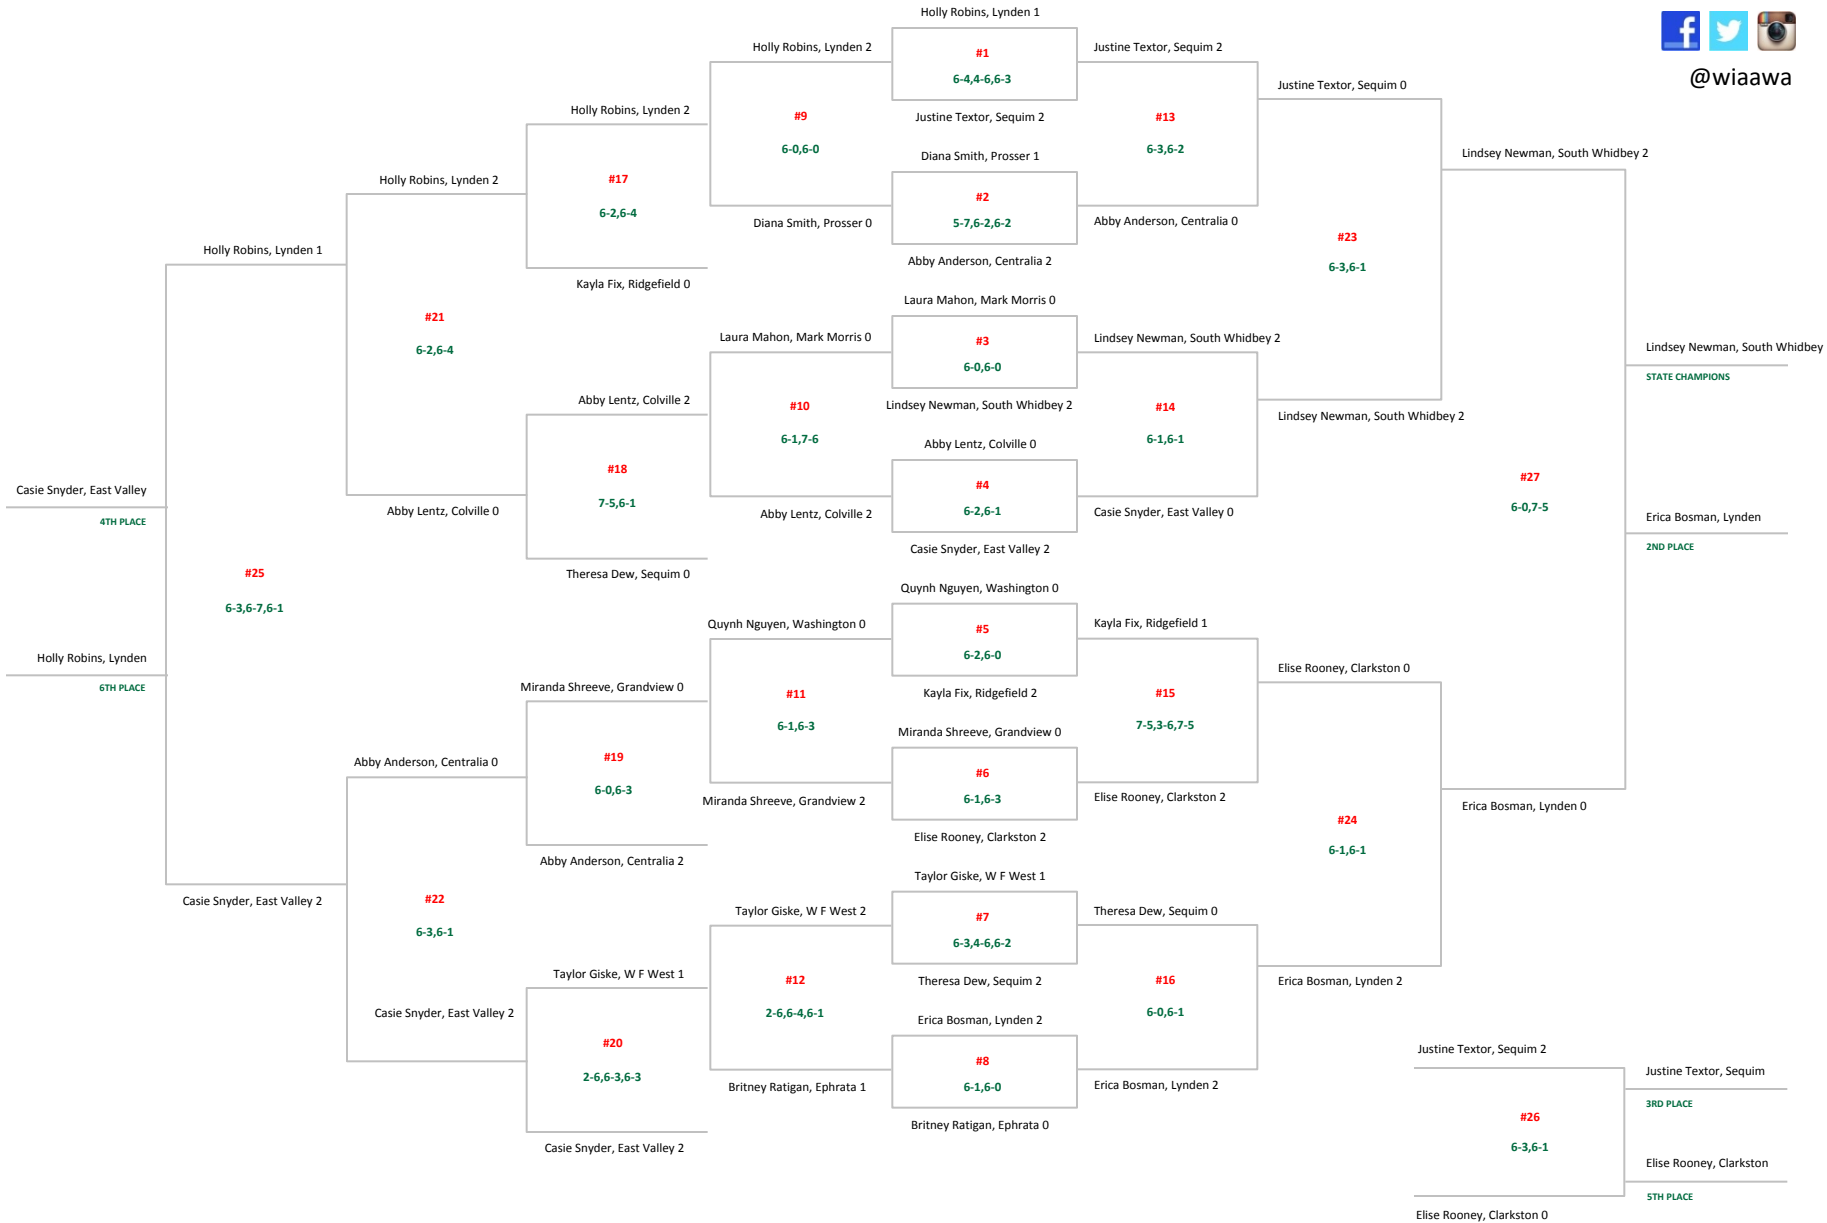 Holly Robins, Lynden 1
Holly Robins, Lynden 2
#1
Justine Textor, Sequim 2
6-4,4-6,6-3
@wiaawa
Justine Textor, Sequim 0
Holly Robins, Lynden 2
#9
Justine Textor, Sequim 2
#13
6-0,6-0
6-3,6-2
Diana Smith, Prosser 1
Lindsey Newman, South Whidbey 2
Holly Robins, Lynden 2
#17
#2
6-2,6-4
Diana Smith, Prosser 0
5-7,6-2,6-2
Abby Anderson, Centralia 0
#23
Holly Robins, Lynden 1
Abby Anderson, Centralia 2
6-3,6-1
Kayla Fix, Ridgefield 0
Laura Mahon, Mark Morris 0
#21
Laura Mahon, Mark Morris 0
#3
Lindsey Newman, South Whidbey 2
6-2,6-4
Lindsey Newman, South Whidbey
6-0,6-0
STATE CHAMPIONS
Abby Lentz, Colville 2
#10
Lindsey Newman, South Whidbey 2
#14
Lindsey Newman, South Whidbey 2
6-1,7-6
6-1,6-1
Abby Lentz, Colville 0
#18
#27
Casie Snyder, East Valley
#4
7-5,6-1
6-0,7-5
Abby Lentz, Colville 0
Abby Lentz, Colville 2
6-2,6-1
Casie Snyder, East Valley 0
Erica Bosman, Lynden
4TH PLACE
Casie Snyder, East Valley 2
2ND PLACE
#25
Theresa Dew, Sequim 0
Quynh Nguyen, Washington 0
6-3,6-7,6-1
Quynh Nguyen, Washington 0
#5
Kayla Fix, Ridgefield 1
Holly Robins, Lynden
6-2,6-0
Elise Rooney, Clarkston 0
6TH PLACE
Miranda Shreeve, Grandview 0
#11
Kayla Fix, Ridgefield 2
#15
6-1,6-3
7-5,3-6,7-5
Miranda Shreeve, Grandview 0
Abby Anderson, Centralia 0
#19
#6
6-0,6-3
Miranda Shreeve, Grandview 2
6-1,6-3
Elise Rooney, Clarkston 2
Erica Bosman, Lynden 0
#24
Elise Rooney, Clarkston 2
6-1,6-1
Abby Anderson, Centralia 2
Taylor Giske, W F West 1
Casie Snyder, East Valley 2
#22
Taylor Giske, W F West 2
#7
Theresa Dew, Sequim 0
6-3,6-1
6-3,4-6,6-2
Taylor Giske, W F West 1
#12
Theresa Dew, Sequim 2
#16
Erica Bosman, Lynden 2
Casie Snyder, East Valley 2
2-6,6-4,6-1
Erica Bosman, Lynden 2
6-0,6-1
#20
Justine Textor, Sequim 2
#8
2-6,6-3,6-3
Britney Ratigan, Ephrata 1
6-1,6-0
Erica Bosman, Lynden 2
Justine Textor, Sequim
3RD PLACE
Britney Ratigan, Ephrata 0
#26
Casie Snyder, East Valley 2
6-3,6-1
Elise Rooney, Clarkston
5TH PLACE
Elise Rooney, Clarkston 0